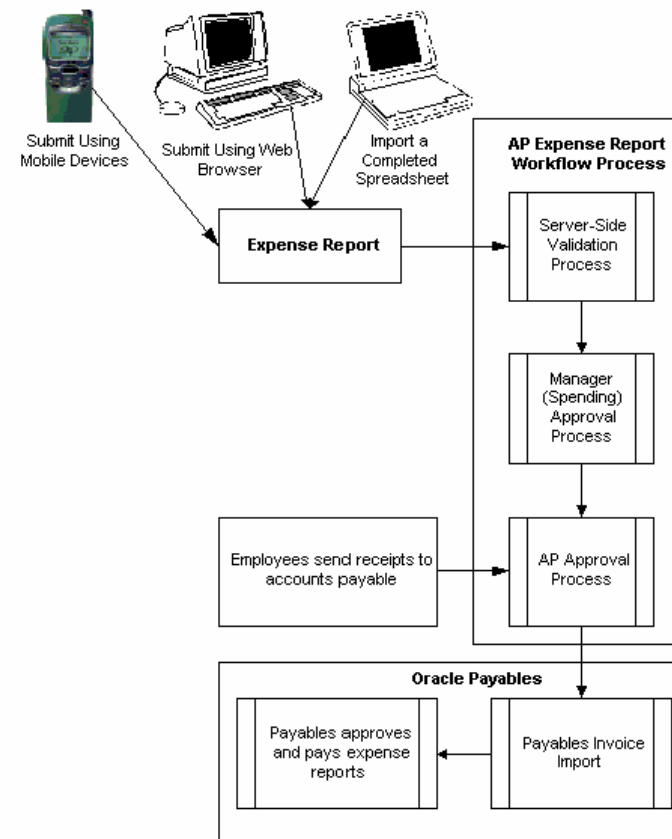 Submit Using
Mobile Devices
Submit Using Web
Browser
Import a
Completed
Spreadsheet
AP Expense Report
Workflow Process
Expense Report
Server-Side
Validation
Process
Manager
(Spending)
Approval
Process
Employees send receipts to
accounts payable
AP Approval
Process
Oracle Payables
Payables approves
and pays expense
reports
Payables Invoice
Import